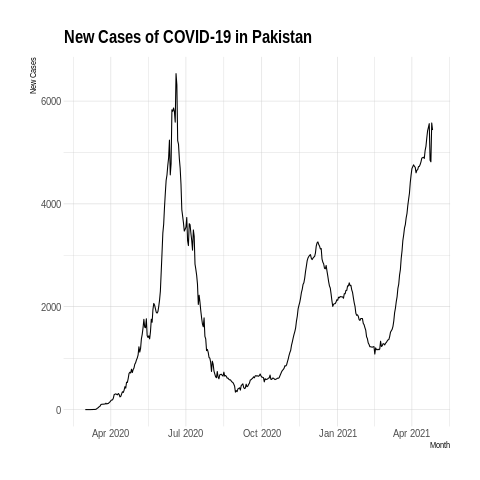 New Cases of COVID-19 in Pakistan
New Cases
6000
4000
2000
0
Apr 2020 Jul 2020 Oct 2020 Jan 2021 Apr 2021
Month